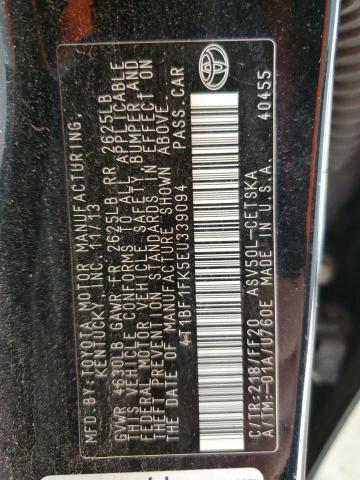 MFD. BY: TOYOTA MOTOR MANUFACTURING,
KENTUCKY, INC. 11/13
GVWR 4630LB GAWR FR 2625LB RR 2625LB
THIS VEHICLE CONFORMS TO ALL APPLICABLE
FEDERAL MOTOR VEHICLE SAFETY, BUMPER AND
THEFT PREVENTION STANDARDS IN EFFECT ON
THE DATE OF MANUFACTURE SHOWN ABOVE.
4T1BF1FK5EU339094 PASS.CAR
C/TR:218/FF20 ASV50L-CETSKA
A/TM:-01A/U760E MADE IN U.S.A. 40455
TOYOTA